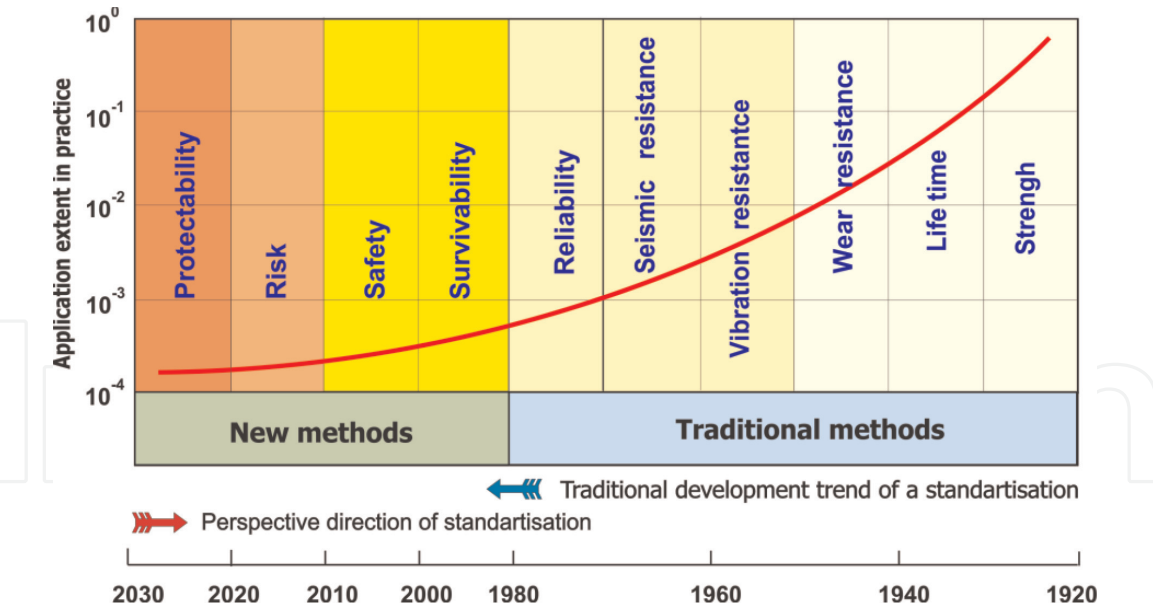 Application extent in practice
10⁰
10⁻¹
10⁻²
10⁻³
10⁻⁴
Protectability
Risk
Safety
Survivability
Reliability
Seismic resistance
Vibration resistantce
Wear resistance
Life time
Strengh
New methods
Traditional methods
Traditional development trend of a standartisation
Perspective direction of standartisation
2030 2020 2010 2000 1980 1960 1940 1920